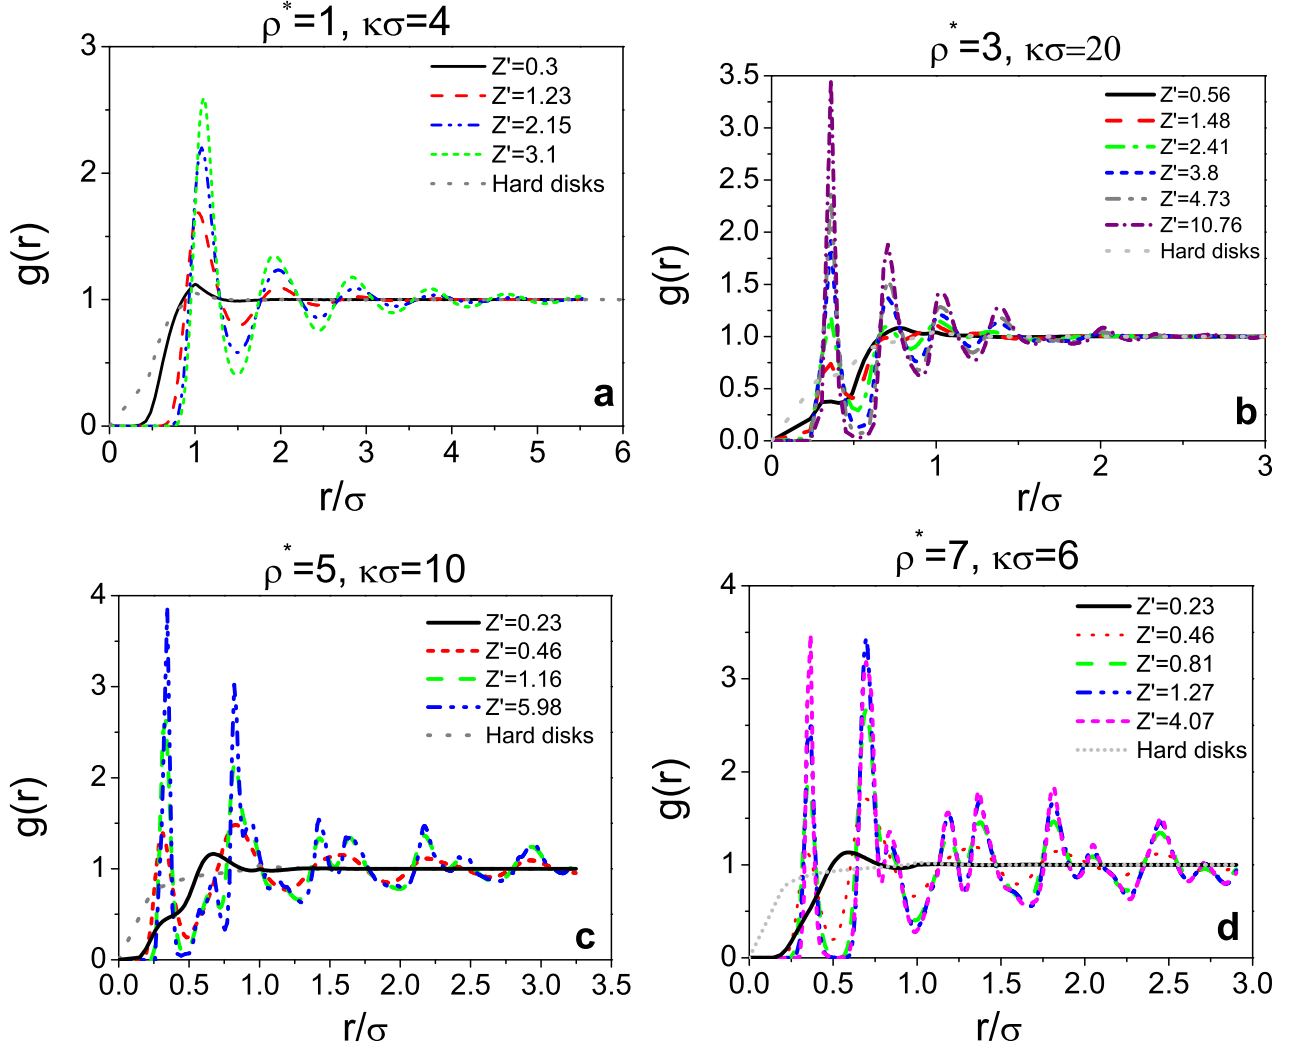 ρ*=1, κσ=4
3
2
1
0
g(r)
Z'=0.3
Z'=1.23
Z'=2.15
Z'=3.1
Hard disks
a
0 1 2 3 4 5 6
r/σ
ρ*=3, κσ=20
3.5
3.0
2.5
2.0
1.5
1.0
0.5
0.0
g(r)
Z'=0.56
Z'=1.48
Z'=2.41
Z'=3.8
Z'=4.73
Z'=10.76
Hard disks
b
0 1 2 3
r/σ
ρ*=5, κσ=10
4
3
2
1
0
g(r)
Z'=0.23
Z'=0.46
Z'=1.16
Z'=5.98
Hard disks
c
0.0 0.5 1.0 1.5 2.0 2.5 3.0 3.5
r/σ
ρ*=7, κσ=6
4
3
2
1
0
g(r)
Z'=0.23
Z'=0.46
Z'=0.81
Z'=1.27
Z'=4.07
Hard disks
d
0.0 0.5 1.0 1.5 2.0 2.5 3.0
r/σ